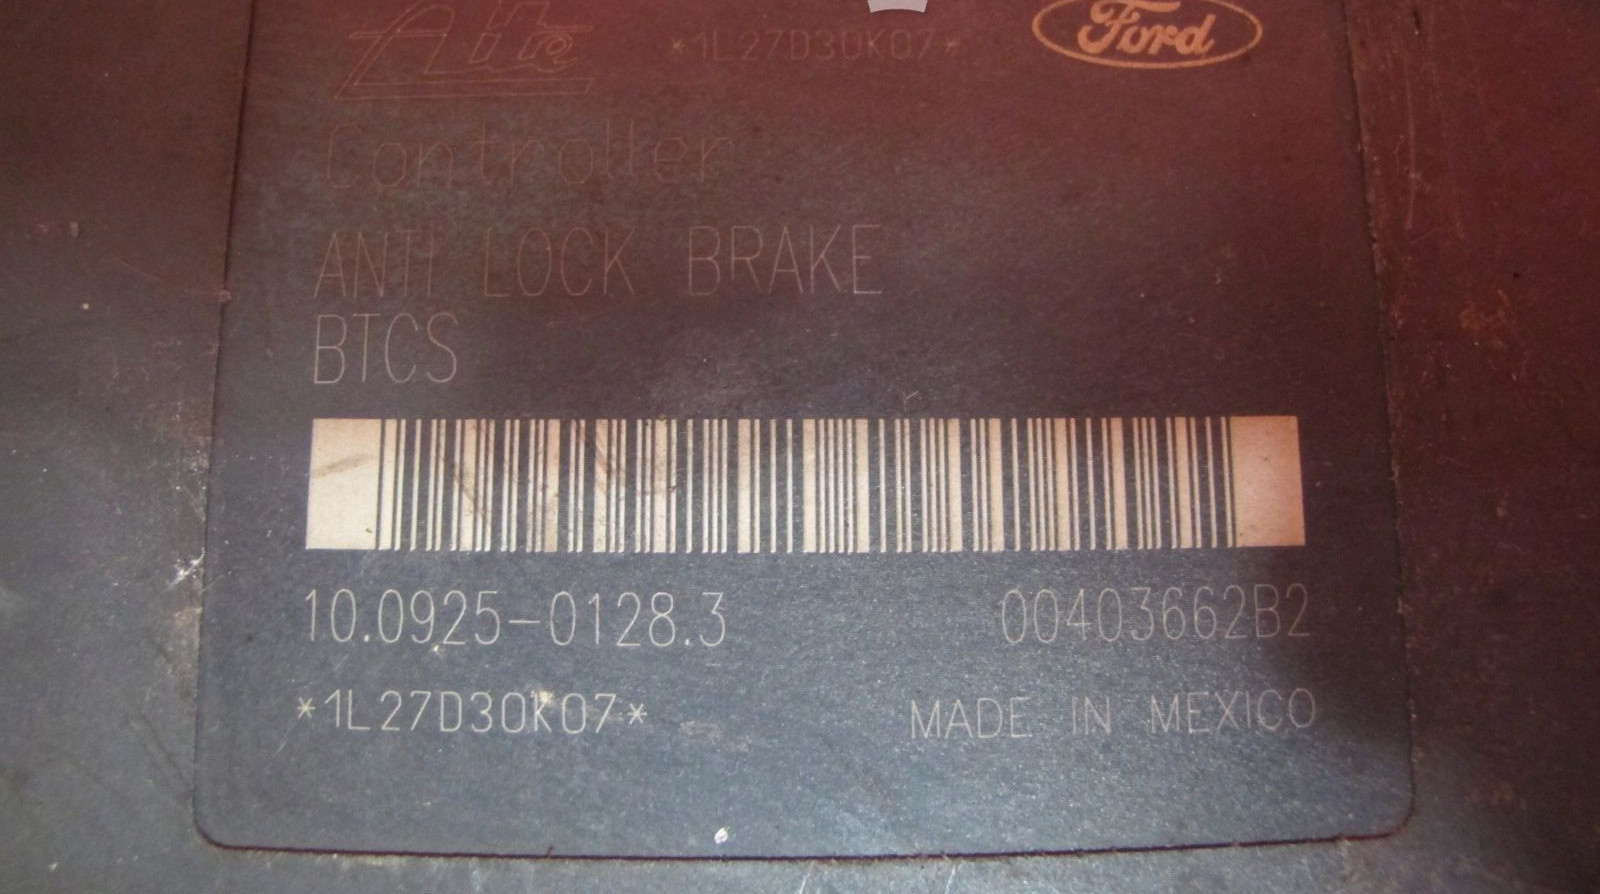 Ate *1L27D30K07* Ford
Controller
ANTI LOCK BRAKE
BTCS
10.0925-0128.3 00403662B2
*1L27D30K07* MADE IN MEXICO